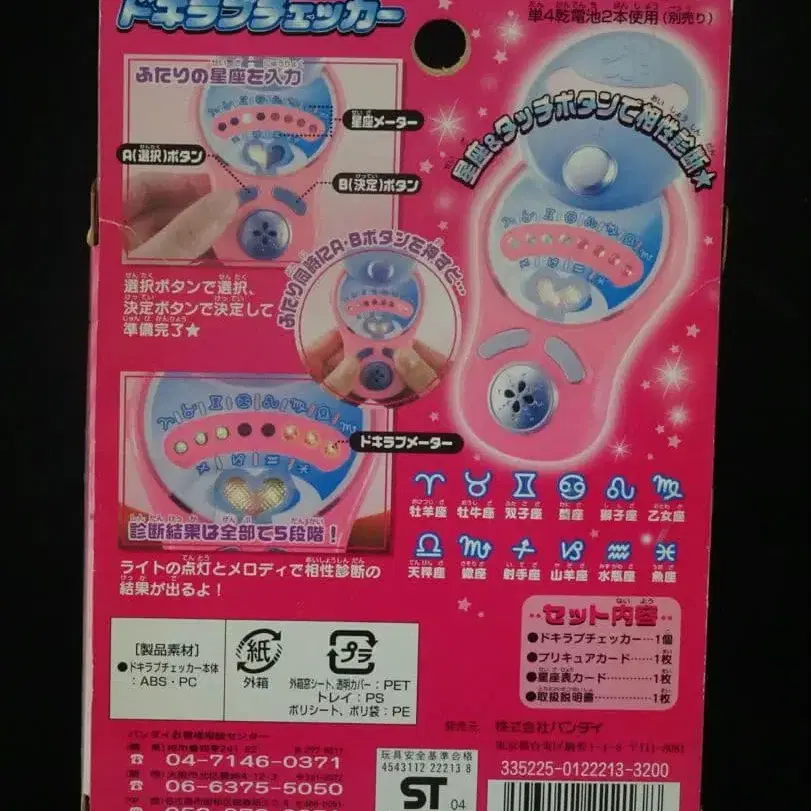 ドキラブチェッカー
単4乾電池2本使用(別売り)
ふたりの星座を入力
星座メーター
A(選択)ボタン
B(決定)ボタン
星座&タッチボタンで相性診断★
選択ボタンで選択、
決定ボタンで決定して
準備完了★
ふたり同時にA・Bボタンを押すと…
ドキラブメーター
診断結果は全部で5段階!
ライトの点灯とメロディで相性診断の
結果が出るよ!
牡羊座 牡牛座 双子座 蟹座 獅子座 乙女座
天秤座 蠍座 射手座 山羊座 水瓶座 魚座
セット内容
●ドキラブチェッカー…1個
●プリキュアカード……1枚
●星座表カード…………1枚
●取扱説明書……………1枚
[製品素材]
●ドキラブチェッカー本体
:ABS・PC
紙
外箱
プラ
外箱窓シート、透明カバー:PET
トレイ:PS
ポリシート、ポリ袋:PE
バンダイお客様相談センター
04-7146-0371
06-6375-5050
発売元 株式会社バンダイ
玩具安全基準合格
4543112 22213 8
ST
04
335225-0122213-3200